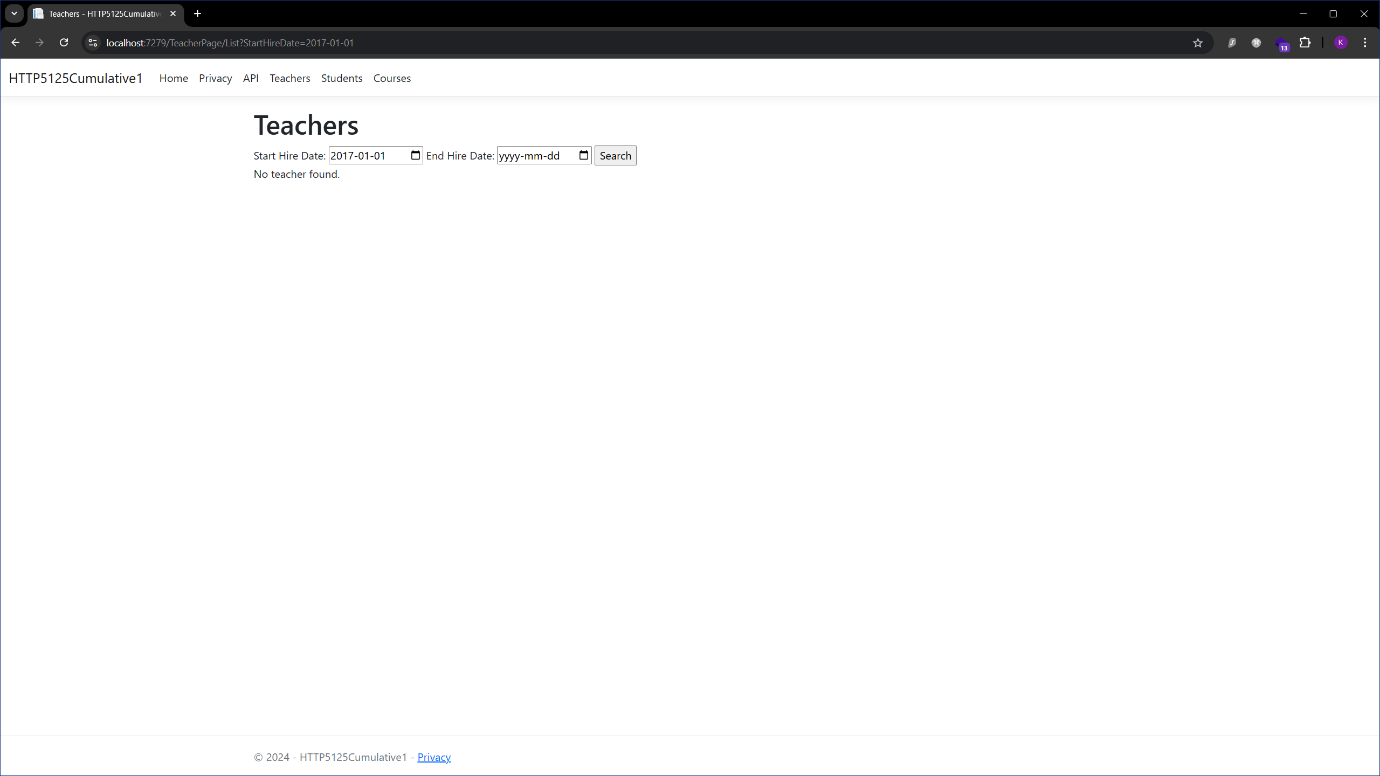 Teachers - HTTP5125Cumulativ
localhost:7279/TeacherPage/List?StartHireDate=2017-01-01
13
K
HTTP5125Cumulative1 Home Privacy API Teachers Students Courses
Teachers
Start Hire Date: 2017-01-01 End Hire Date: yyyy-mm-dd Search
No teacher found.
© 2024 - HTTP5125Cumulative1 - Privacy